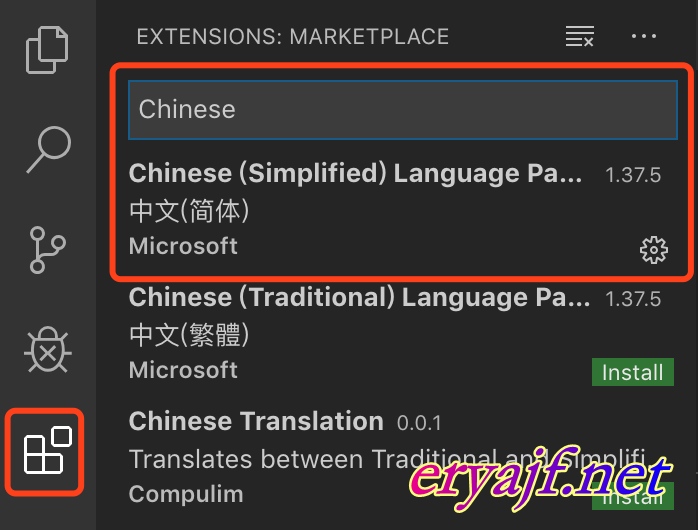 EXTENSIONS: MARKETPLACE
Chinese
Chinese (Simplified) Language Pa... 1.37.5
中文(简体)
Microsoft
Chinese (Traditional) Language Pa... 1.37.5
中文(繁體)
Microsoft
Install
Chinese Translation 0.0.1
Translates between Traditional and Simplifi
eryajf.net
Compulim
Install